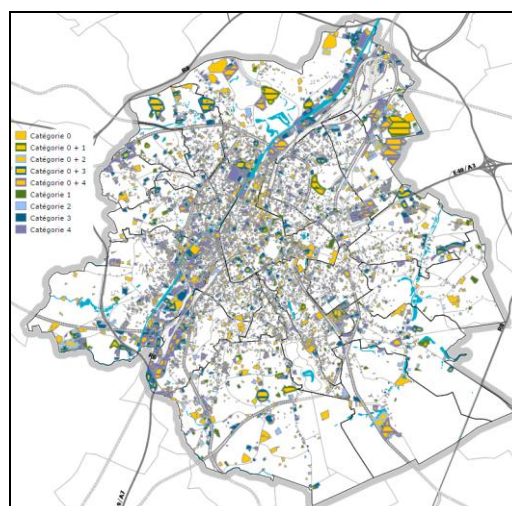 Catégorie 0
Catégorie 0 + 1
Catégorie 0 + 2
Catégorie 0 + 3
Catégorie 0 + 4
Catégorie 1
Catégorie 2
Catégorie 3
Catégorie 4